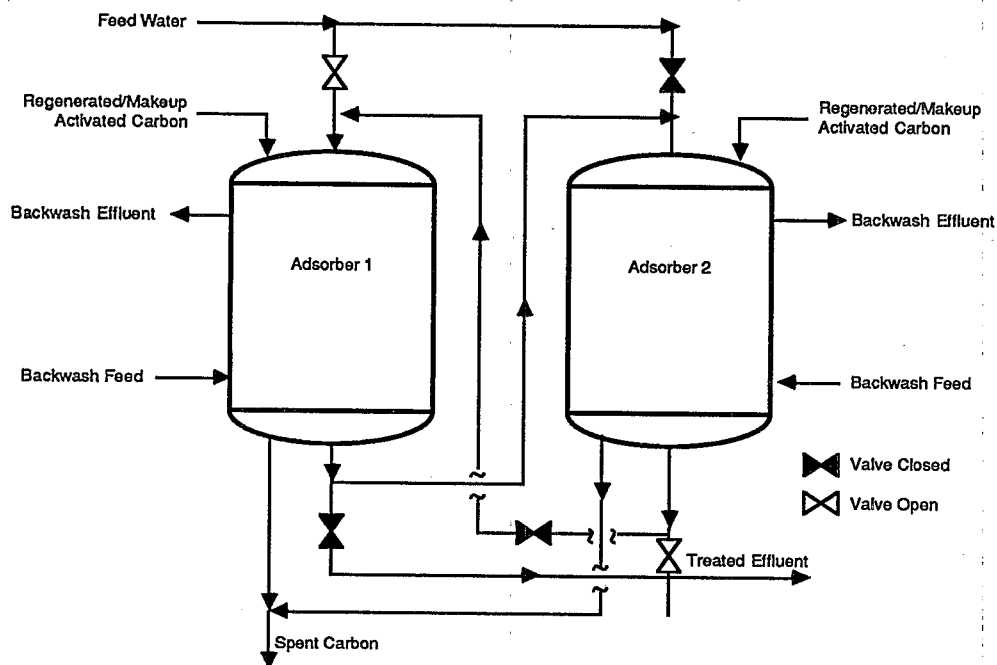 Feed Water
Regenerated/Makeup
Activated Carbon
Regenerated/Makeup
Activated Carbon
Backwash Effluent
Backwash Effluent
Adsorber 1
Adsorber 2
Backwash Feed
Backwash Feed
Valve Closed
Valve Open
Treated Effluent
Spent Carbon